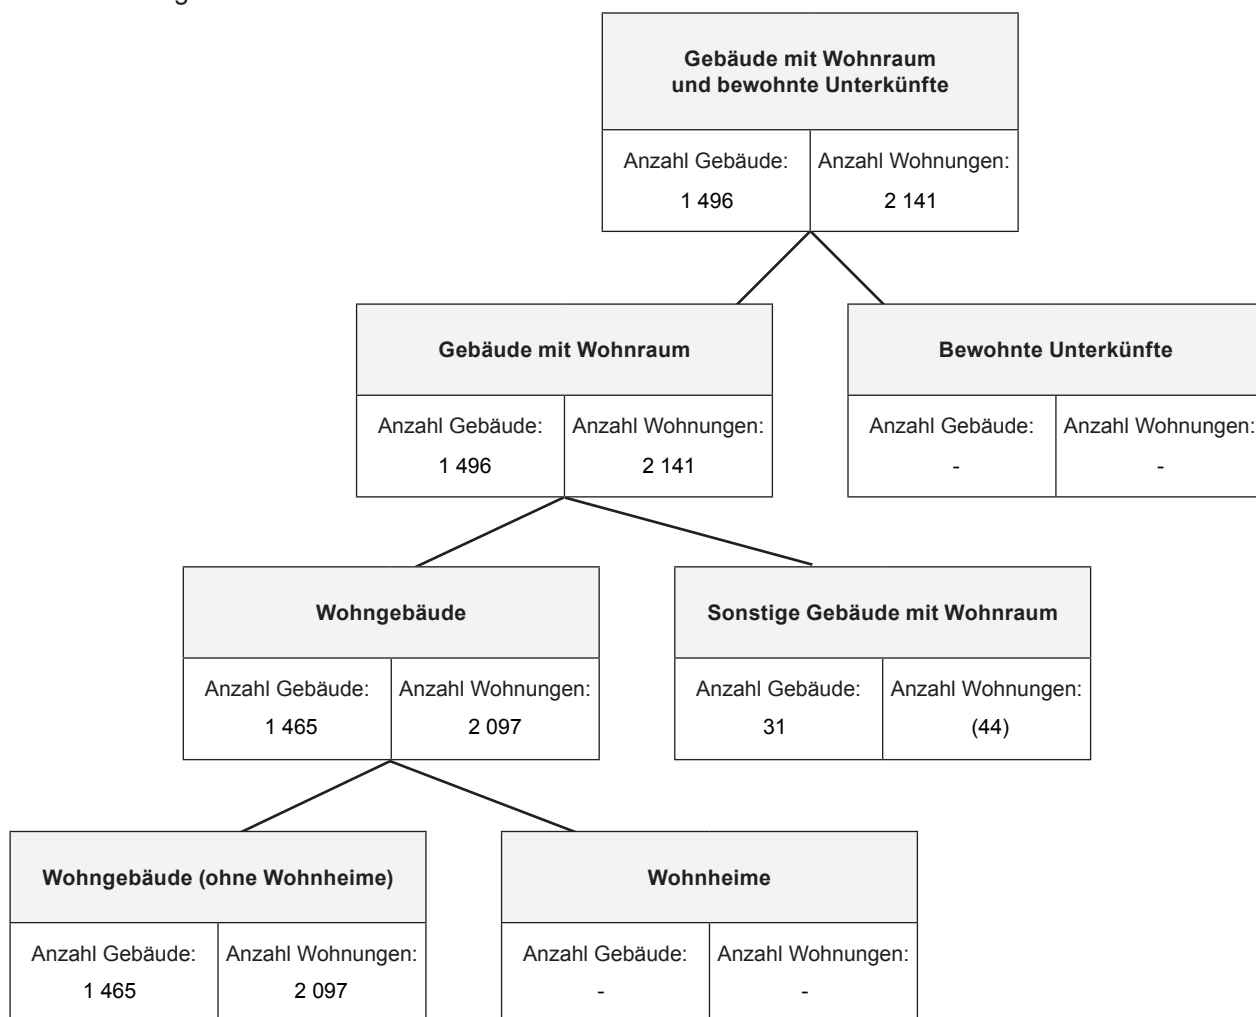 Gebäude mit Wohnraum
und bewohnte Unterkünfte
Anzahl Gebäude: Anzahl Wohnungen:
1 496 2 141
Gebäude mit Wohnraum Bewohnte Unterkünfte
Anzahl Gebäude: Anzahl Wohnungen: Anzahl Gebäude: Anzahl Wohnungen:
1 496 2 141 - -
Wohngebäude Sonstige Gebäude mit Wohnraum
Anzahl Gebäude: Anzahl Wohnungen: Anzahl Gebäude: Anzahl Wohnungen:
1 465 2 097 31 (44)
Wohngebäude (ohne Wohnheime) Wohnheime
Anzahl Gebäude: Anzahl Wohnungen: Anzahl Gebäude: Anzahl Wohnungen:
1 465 2 097 - -